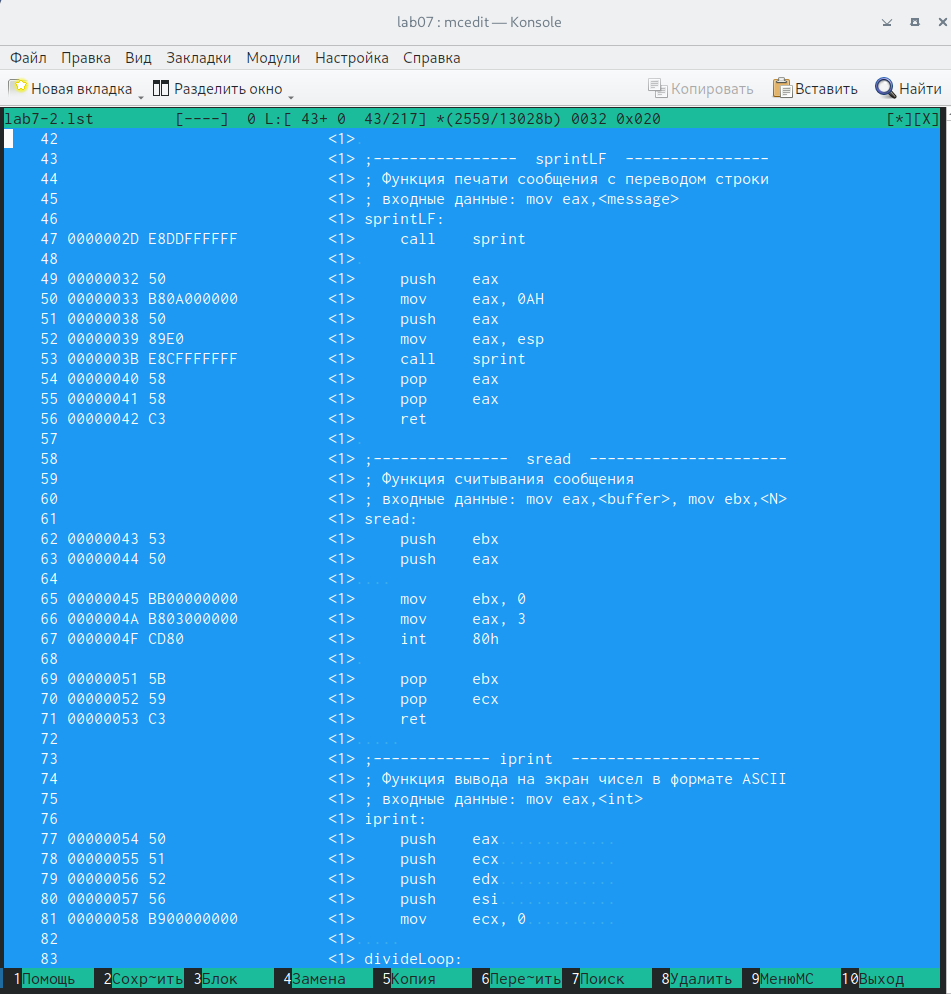 lab07 : mcedit — Konsole
Файл Правка Вид Закладки Модули Настройка Справка
Новая вкладка Разделить окно Копировать Вставить Найти
lab7-2.lst [----] 0 L:[ 43+ 0 43/217] *(2559/13028b) 0032 0x020 [*][X]
42 <1>
43 <1> ;---------------- sprintLF ----------------
44 <1> ; Функция печати сообщения с переводом строки
45 <1> ; входные данные: mov eax,<message>
46 <1> sprintLF:
47 0000002D E8DDFFFFFF <1> call sprint
48 <1>
49 00000032 50 <1> push eax
50 00000033 B80A000000 <1> mov eax, 0AH
51 00000038 50 <1> push eax
52 00000039 89E0 <1> mov eax, esp
53 0000003B E8CFFFFFFF <1> call sprint
54 00000040 58 <1> pop eax
55 00000041 58 <1> pop eax
56 00000042 C3 <1> ret
57 <1>
58 <1> ;--------------- sread ----------------------
59 <1> ; Функция считывания сообщения
60 <1> ; входные данные: mov eax,<buffer>, mov ebx,<N>
61 <1> sread:
62 00000043 53 <1> push ebx
63 00000044 50 <1> push eax
64 <1>....
65 00000045 BB00000000 <1> mov ebx, 0
66 0000004A B803000000 <1> mov eax, 3
67 0000004F CD80 <1> int 80h
68 <1>
69 00000051 5B <1> pop ebx
70 00000052 59 <1> pop ecx
71 00000053 C3 <1> ret
72 <1>.....
73 <1> ;------------- iprint ---------------------
74 <1> ; Функция вывода на экран чисел в формате ASCII
75 <1> ; входные данные: mov eax,<int>
76 <1> iprint:
77 00000054 50 <1> push eax.............
78 00000055 51 <1> push ecx.............
79 00000056 52 <1> push edx.............
80 00000057 56 <1> push esi.............
81 00000058 B900000000 <1> mov ecx, 0..........
82 <1>.....
83 <1> divideLoop:
1Помощь 2Сохр~ить 3Блок 4Замена 5Копия 6Пере~ить 7Поиск 8Удалить 9МенюMC 10Выход